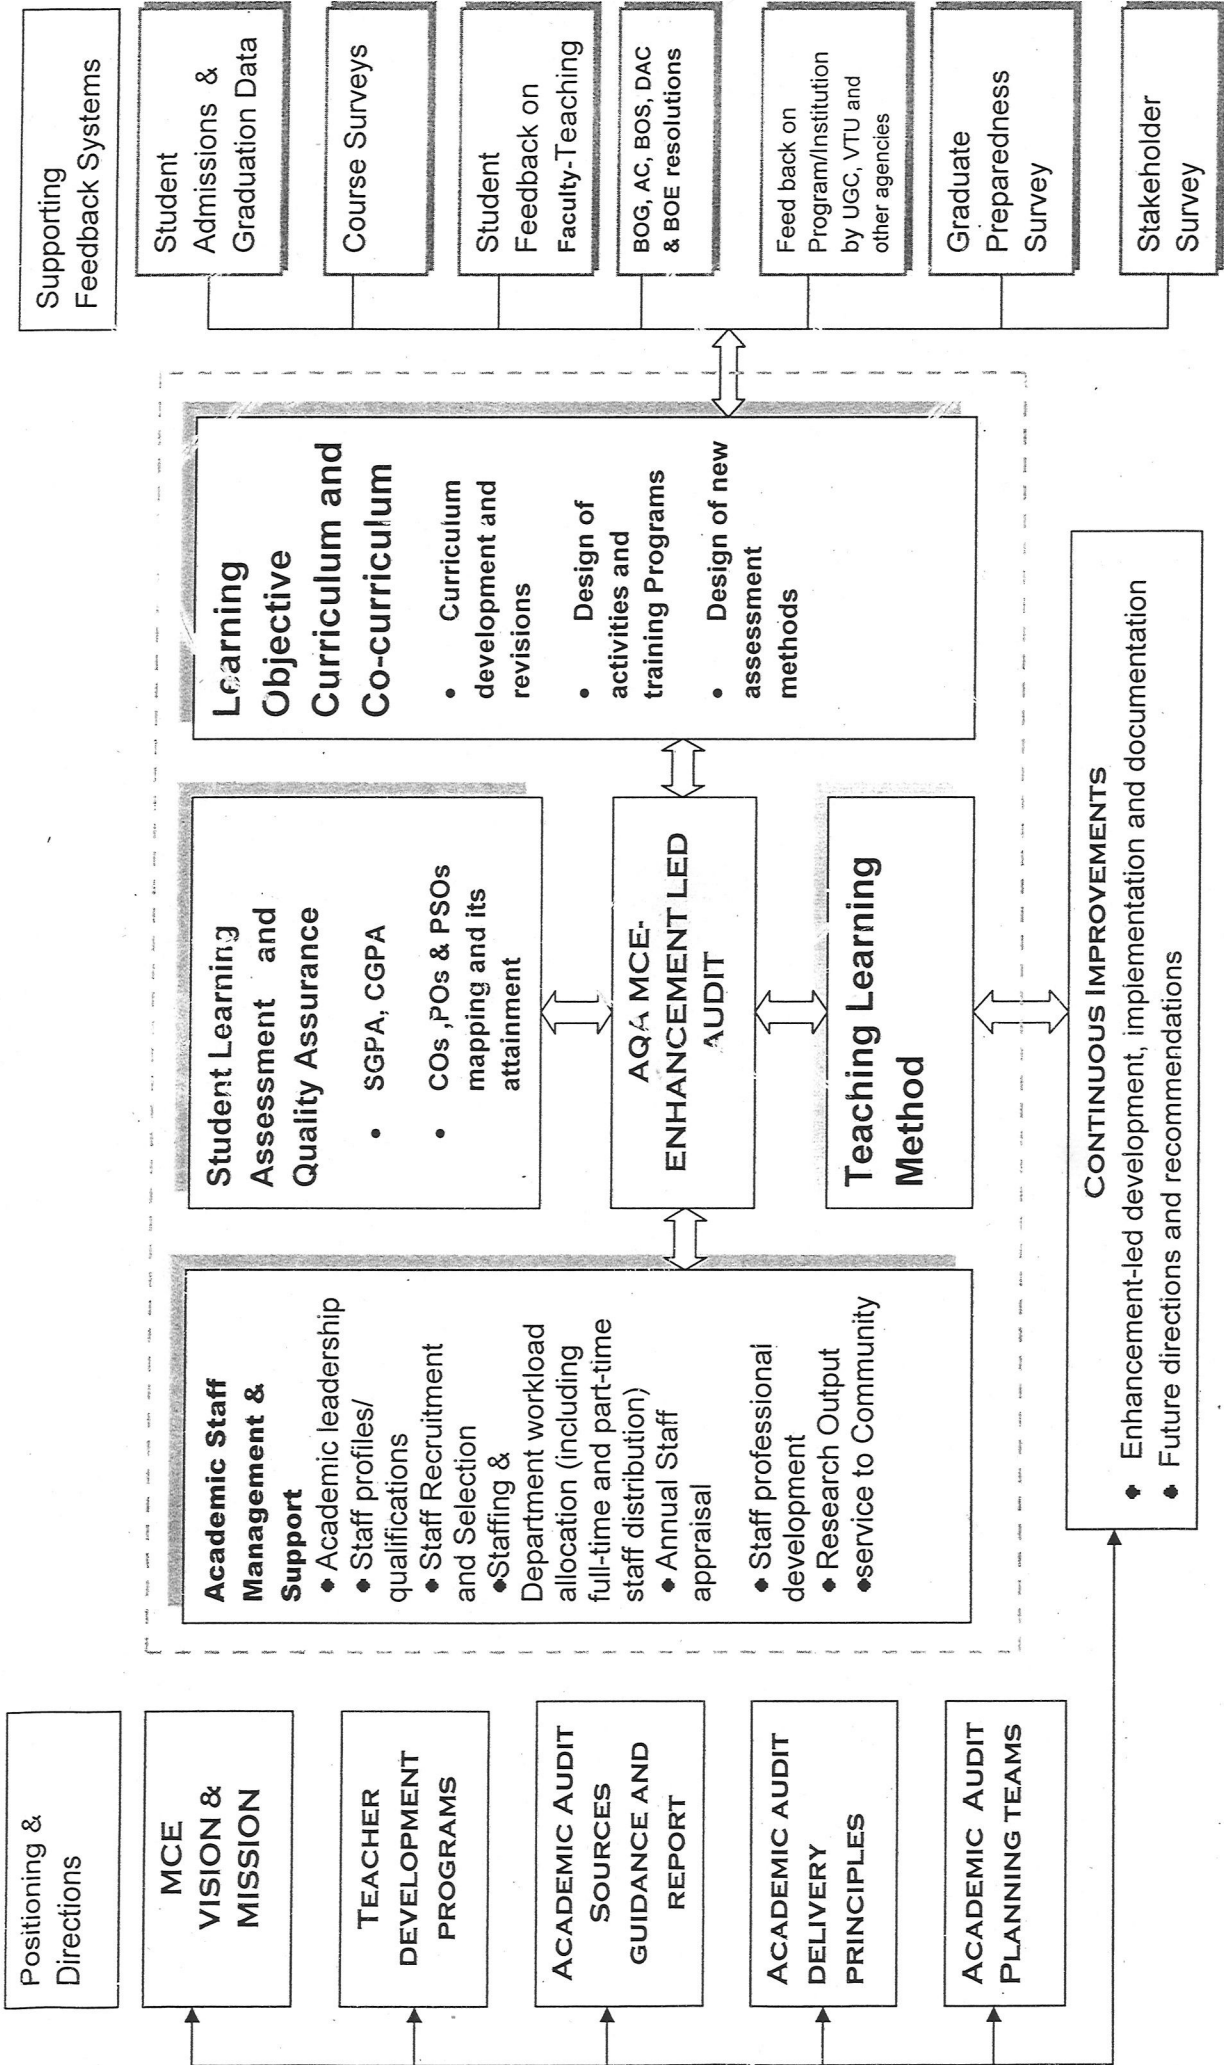 Positioning &
Directions
MCE
VISION &
MISSION
TEACHER
DEVELOPMENT
PROGRAMS
ACADEMIC AUDIT
SOURCES
GUIDANCE AND
REPORT
ACADEMIC AUDIT
DELIVERY
PRINCIPLES
ACADEMIC AUDIT
PLANNING TEAMS
Academic Staff
Management &
Support
• Academic leadership
• Staff profiles/
qualifications
• Staff Recruitment
and Selection
•Staffing &
Department workload
allocation (including
full-time and part-time
staff distribution)
• Annual Staff
appraisal
• Staff professional
development
• Research Output
•service to Community
Student Learning
Assessment and
Quality Assurance
• SGPA, CGPA
• COs ,POs & PSOs
mapping and its
attainment
AQA MCE-
ENHANCEMENT LED
AUDIT
Teaching Learning
Method
Learning
Objective
Curriculum and
Co-curriculum
• Curriculum
development and
revisions
• Design of
activities and
training Programs
• Design of new
assessment
methods
CONTINUOUS IMPROVEMENTS
• Enhancement-led development, implementation and documentation
• Future directions and recommendations
Supporting
Feedback Systems
Student
Admissions &
Graduation Data
Course Surveys
Student
Feedback on
Faculty-Teaching
BOG, AC, BOS, DAC
& BOE resolutions
Feed back on
Program/Institution
by UGC, VTU and
other agencies
Graduate
Preparedness
Survey
Stakeholder
Survey